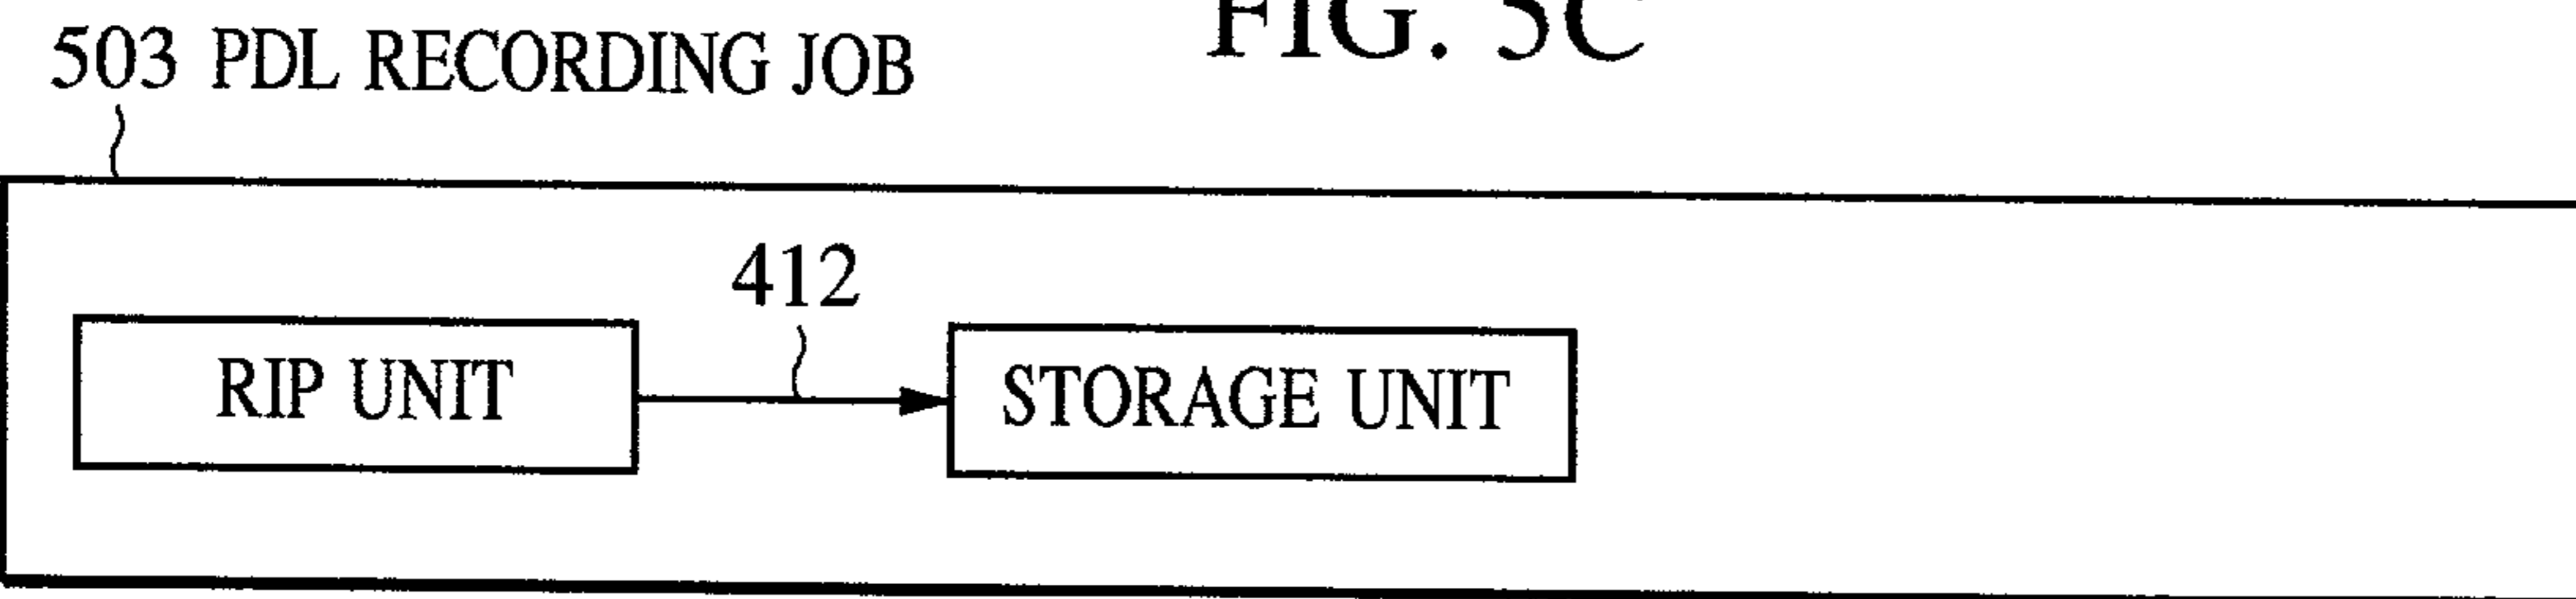 FIG. 5C
503 PDL RECORDING JOB
412
RIP UNIT
STORAGE UNIT